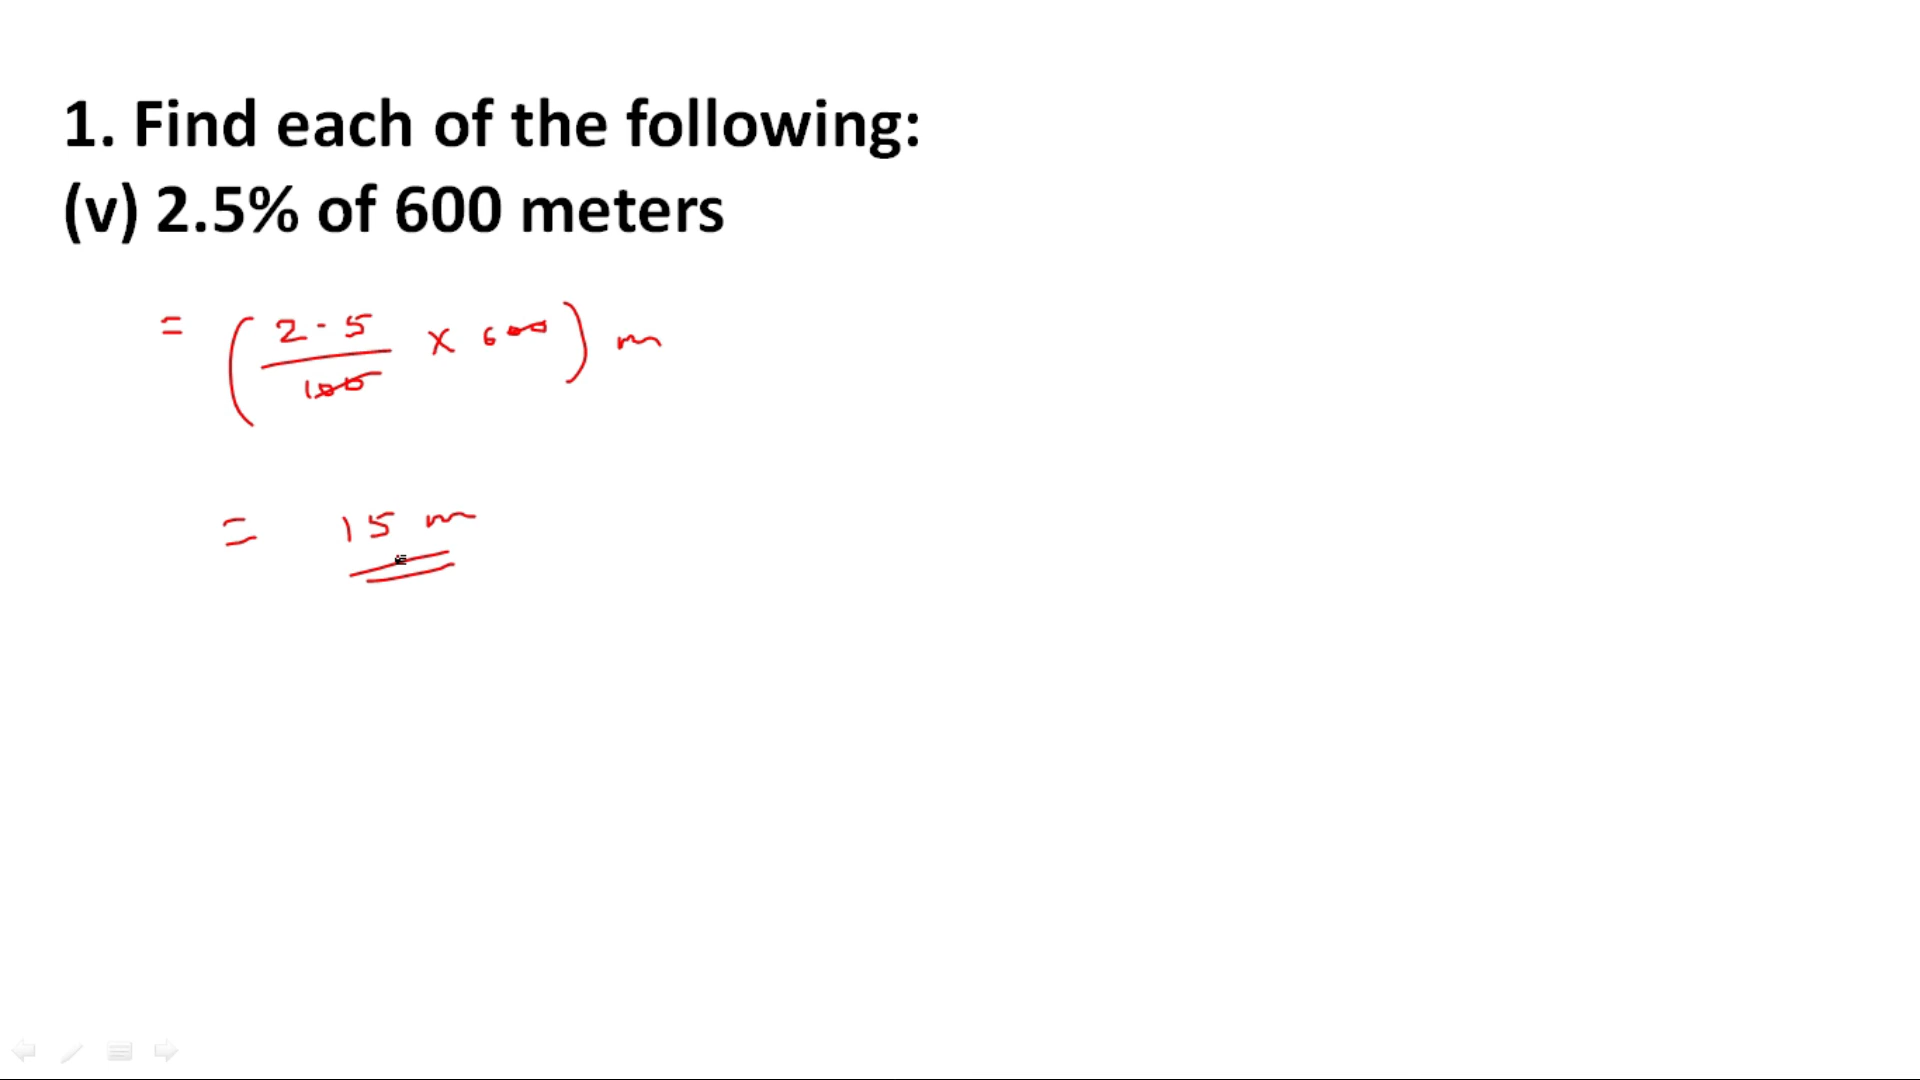 1. Find each of the following:
(v) 2.5% of 600 meters
= (2.5/100 × 600) m
= 15 m